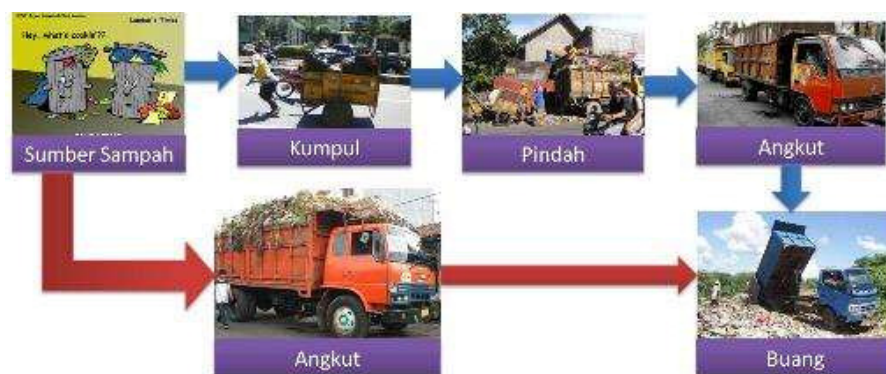 Hey, what's cookin'??
Sumber Sampah
Kumpul
Pindah
Angkut
Angkut
Buang